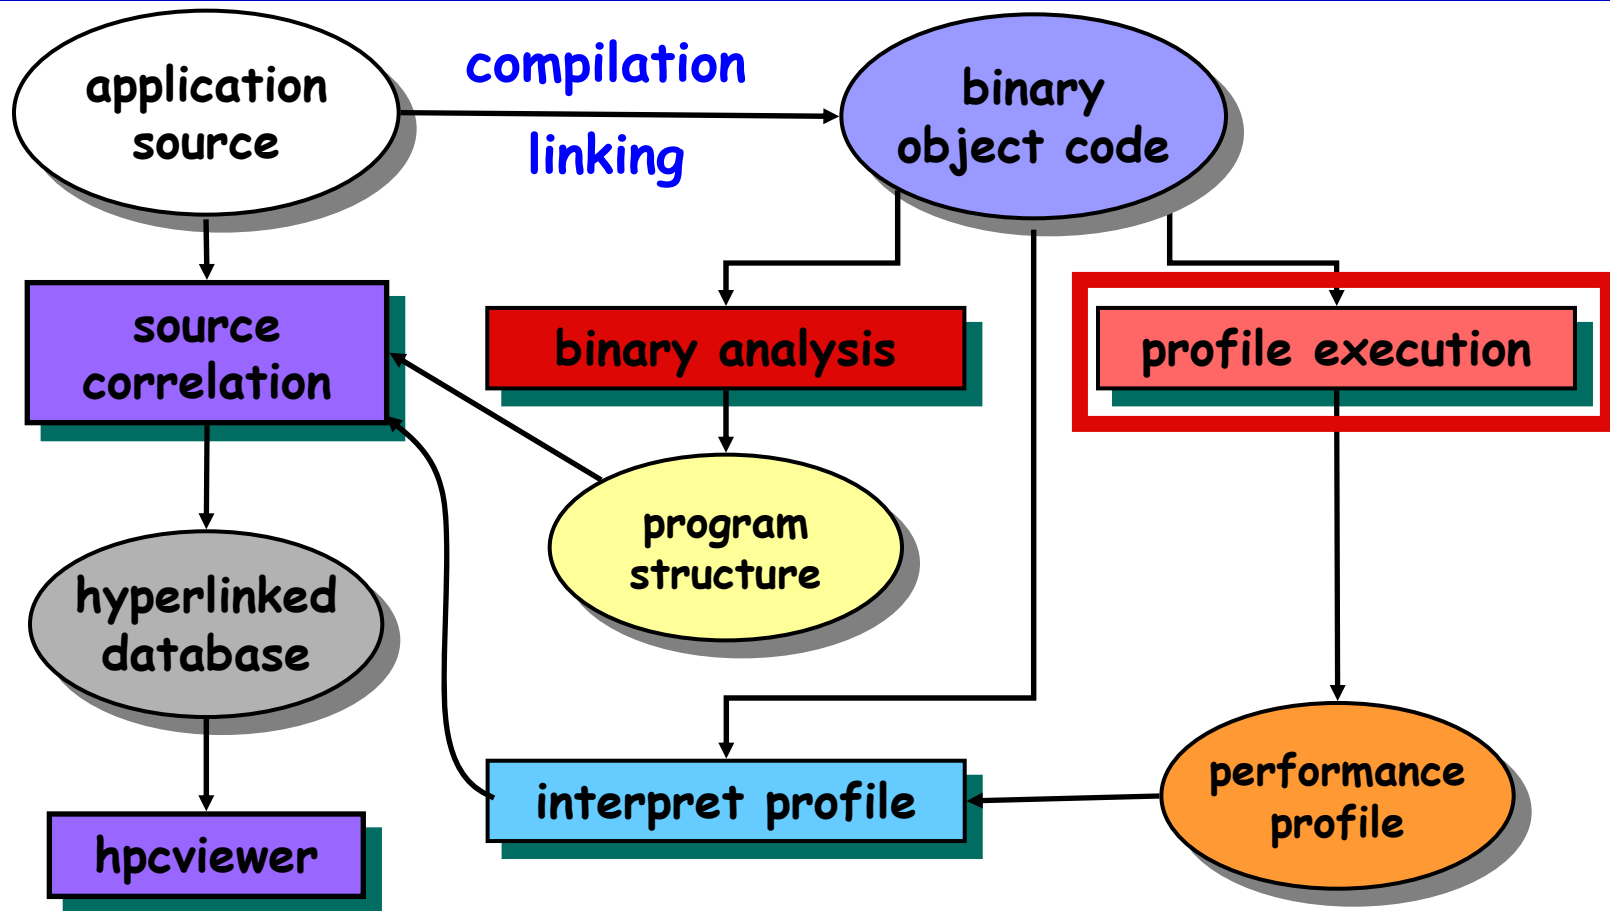 application
source
compilation
linking
binary
object code
source
correlation
binary analysis
profile execution
program
structure
hyperlinked
database
interpret profile
performance
profile
hpcviewer